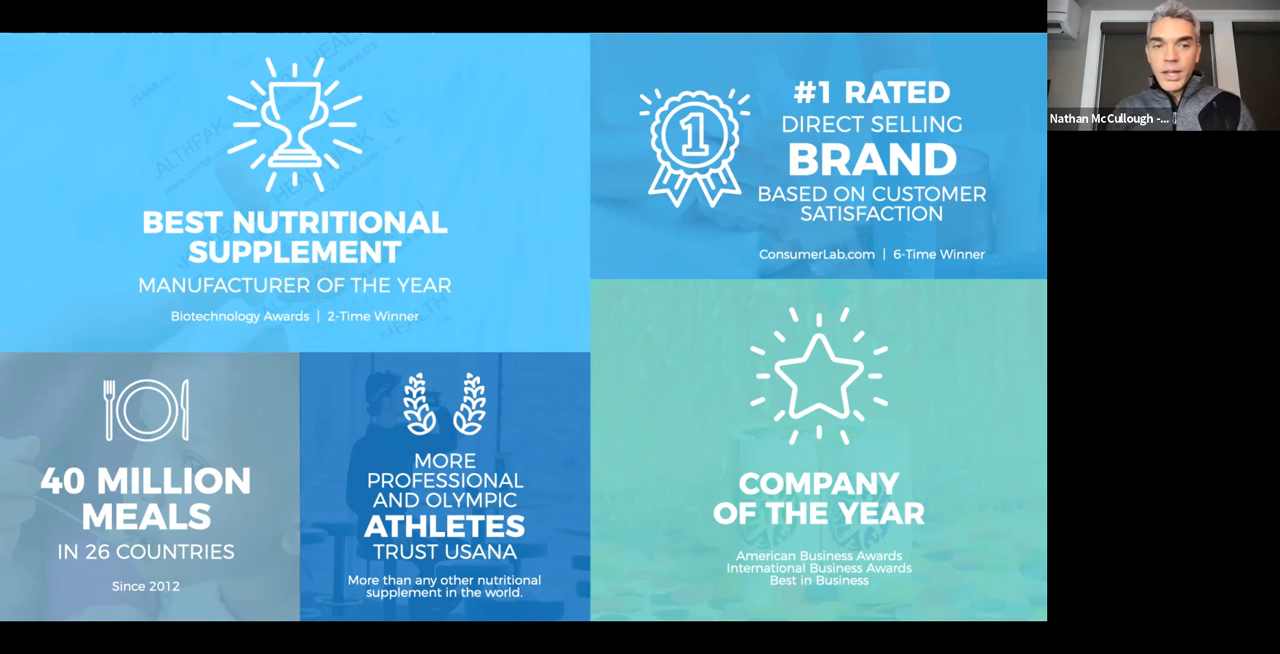 BEST NUTRITIONAL
SUPPLEMENT
MANUFACTURER OF THE YEAR
Biotechnology Awards | 2-Time Winner
1
#1 RATED
DIRECT SELLING
BRAND
BASED ON CUSTOMER
SATISFACTION
ConsumerLab.com | 6-Time Winner
40 MILLION
MEALS
IN 26 COUNTRIES
Since 2012
MORE
PROFESSIONAL
AND OLYMPIC
ATHLETES
TRUST USANA
More than any other nutritional
supplement in the world.
COMPANY
OF THE YEAR
American Business Awards
International Business Awards
Best in Business
Nathan McCullough -...